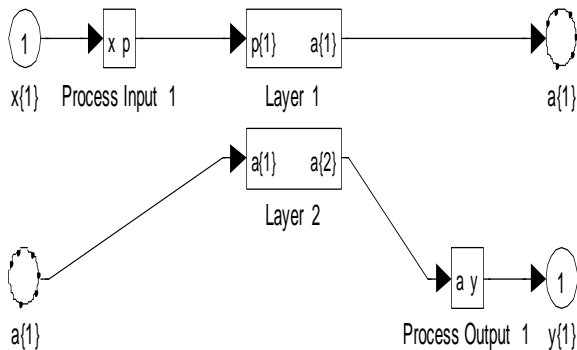 1
x p
p{1} a{1}
x{1} Process Input 1 Layer 1 a{1}
a{1} a{2}
Layer 2
a y
1
a{1} Process Output 1 y{1}